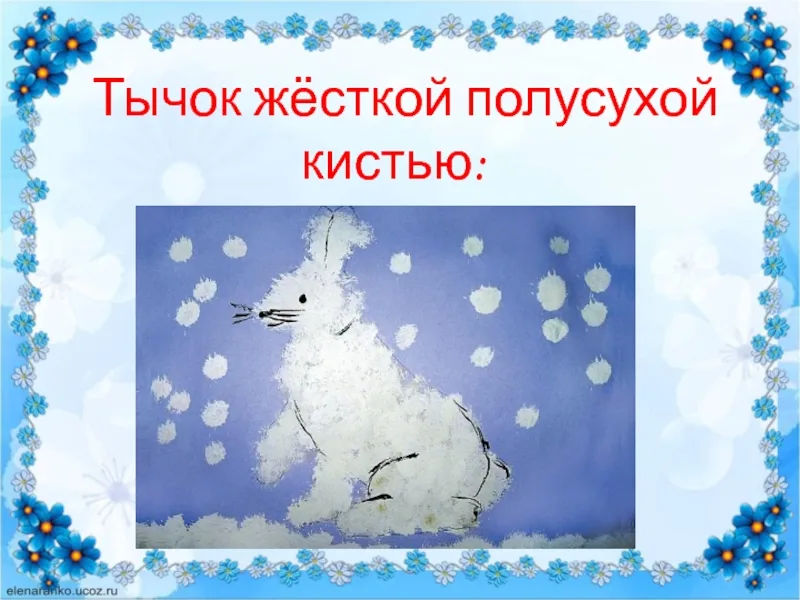 Тычок жёсткой полусухой
кистью:
elenaranko.ucoz.ru